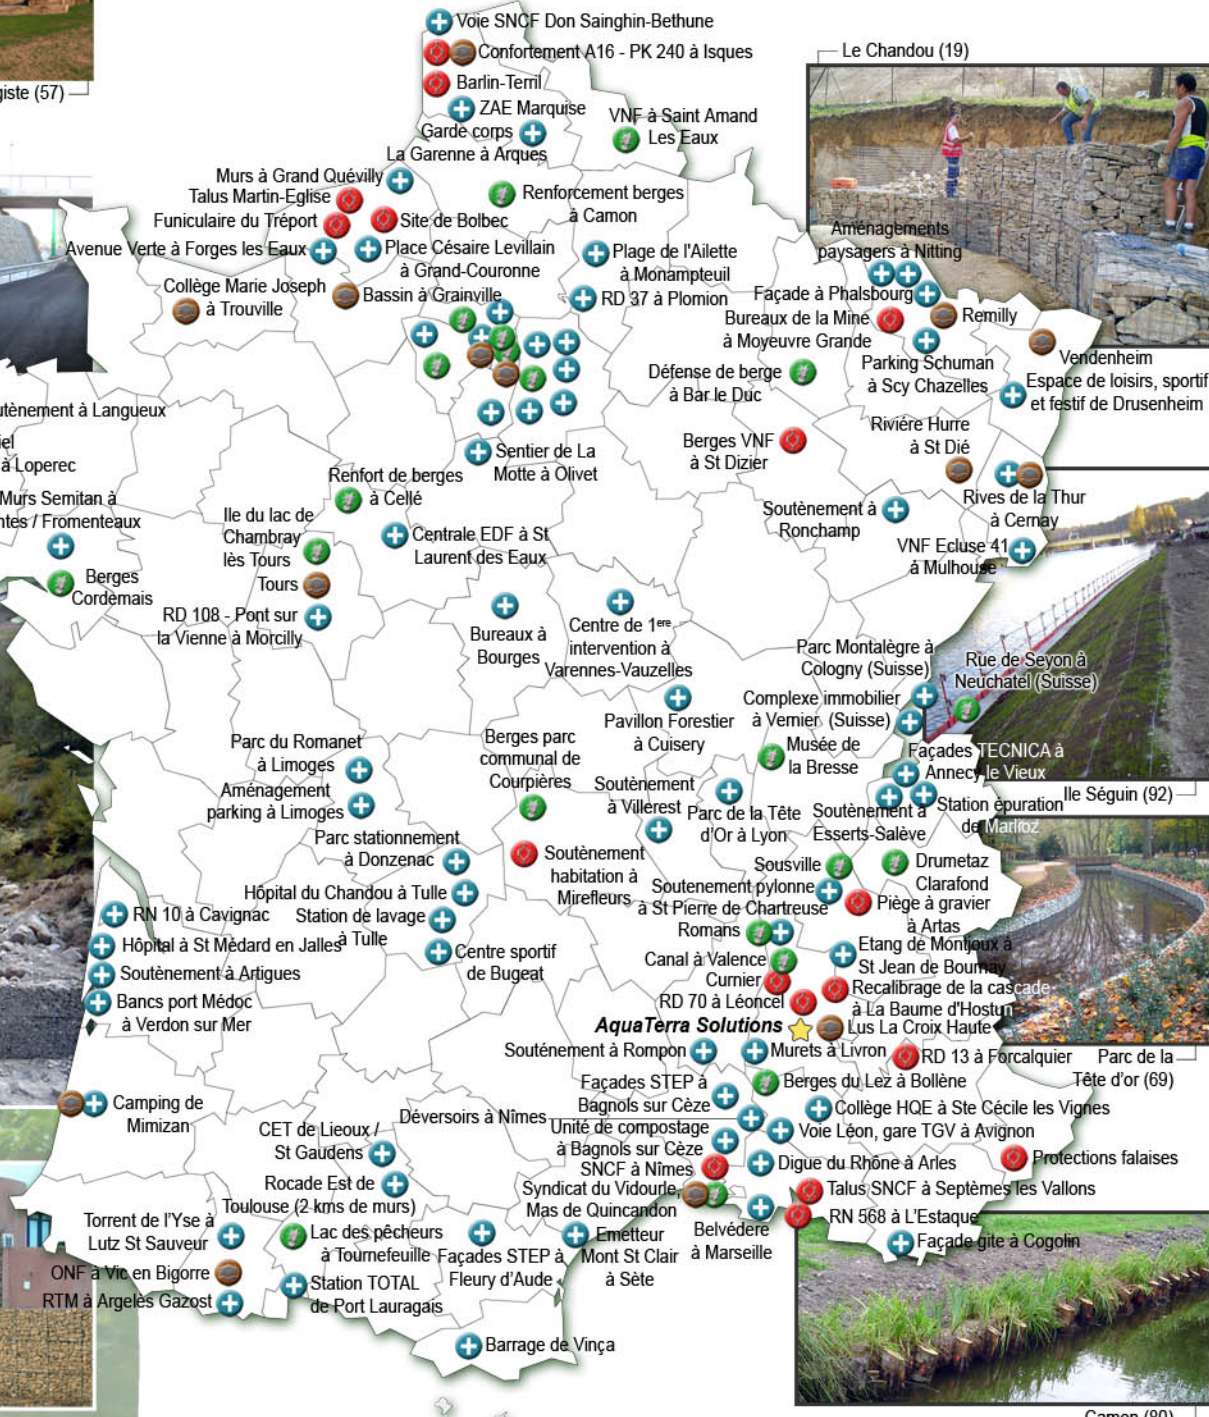 Voie SNCF Don Sainghin-Bethune
Confortement A16 - PK 240 à Isques
Le Chandou (19)
Barlin-Terril
giste (57)
ZAE Marquise
VNF à Saint Amand
Les Eaux
Garde corps
La Garenne à Arques
Murs à Grand Quévilly
Talus Martin-Eglise
Renforcement berges
à Camon
Funiculaire du Tréport
Site de Bolbec
Aménagements
paysagers à Nitting
Avenue Verte à Forges les Eaux
Place Césaire Levillain
à Grand-Couronne
Plage de l'Ailette
à Monampteuil
Collège Marie Joseph
à Trouville
Bassin à Grainville
RD 37 à Plomion
Façade à Phalsbourg
Bureaux de la Mine
à Moyeuvre Grande
Remilly
Vendenheim
Parking Schuman
à Scy Chazelles
Défense de berge
à Bar le Duc
Espace de loisirs, sportif
et festif de Drusenheim
utènement à Langueux
iel
à Loperec
Riviére Hurre
à St Dié
Berges VNF
à St Dizier
Sentier de La
Motte à Olivet
Renfort de berges
à Cellé
Murs Semitan à
ntes / Fromenteaux
Rives de la Thur
à Cernay
Ile du lac de
Chambray
lès Tours
Soutènement à
Ronchamp
Centrale EDF à St
Laurent des Eaux
VNF Ecluse 41
à Mulhouse
Berges
Cordemais
Tours
RD 108 - Pont sur
la Vienne à Morcilly
Bureaux à
Bourges
Centre de 1ere
intervention à
Varennes-Vauzelles
Parc Montalègre à
Cologny (Suisse)
Rue de Seyon à
Neuchatel (Suisse)
Complexe immobilier
à Vernier (Suisse)
Pavillon Forestier
à Cuisery
Parc du Romanet
à Limoges
Berges parc
communal de
Courpières
Musée de
la Bresse
Façades TECNICA à
Annecy le Vieux
Aménagement
parking à Limoges
Soutènement
à Villerest
Ile Séguin (92)
Parc de la Tête
d'Or à Lyon
Soutènement à
Esserts-Salève
Station épuration
de Marlioz
Parc stationnement
à Donzenac
Soutènement
habitation à
Mirefleurs
Sousville
Drumetaz
Clarafond
Hôpital du Chandou à Tulle
Soutenement pylonne
à St Pierre de Chartreuse
Piège à gravier
à Artas
RN 10 à Cavignac
Station de lavage
à Tulle
Romans
Hôpital à St Médard en Jalles
Centre sportif
de Bugeat
Etang de Montjoux à
St Jean de Bournay
Canal à Valence
Soutènement à Artigues
Curnier
Recalibrage de la cascade
à La Baume d'Hostun
Bancs port Médoc
à Verdon sur Mer
RD 70 à Léoncel
AquaTerra Solutions
Lus La Croix Haute
Souténement à Rompon
Murets à Livron
RD 13 à Forcalquier
Parc de la
Tête d'or (69)
Façades STEP à
Bagnols sur Cèze
Berges du Lez à Bollène
Camping de
Mimizan
Déversoirs à Nîmes
Collège HQE à Ste Cécile les Vignes
CET de Lieoux /
St Gaudens
Unité de compostage
à Bagnols sur Cèze
Voie Léon, gare TGV à Avignon
SNCF à Nîmes
Digue du Rhône à Arles
Protections falaises
Rocade Est de
Toulouse (2 kms de murs)
Syndicat du Vidourle,
Mas de Quincandon
Talus SNCF à Septèmes les Vallons
Torrent de l'Yse à
Lutz St Sauveur
RN 568 à L'Estaque
Lac des pêcheurs
à Tournefeuille
Façades STEP à
Fleury d'Aude
Emetteur
Mont St Clair
à Sète
Belvédère
à Marseille
Façade gite à Cogolin
ONF à Vic en Bigorre
Station TOTAL
de Port Lauragais
RTM à Argelès Gazost
Barrage de Vinça
Camon (80)